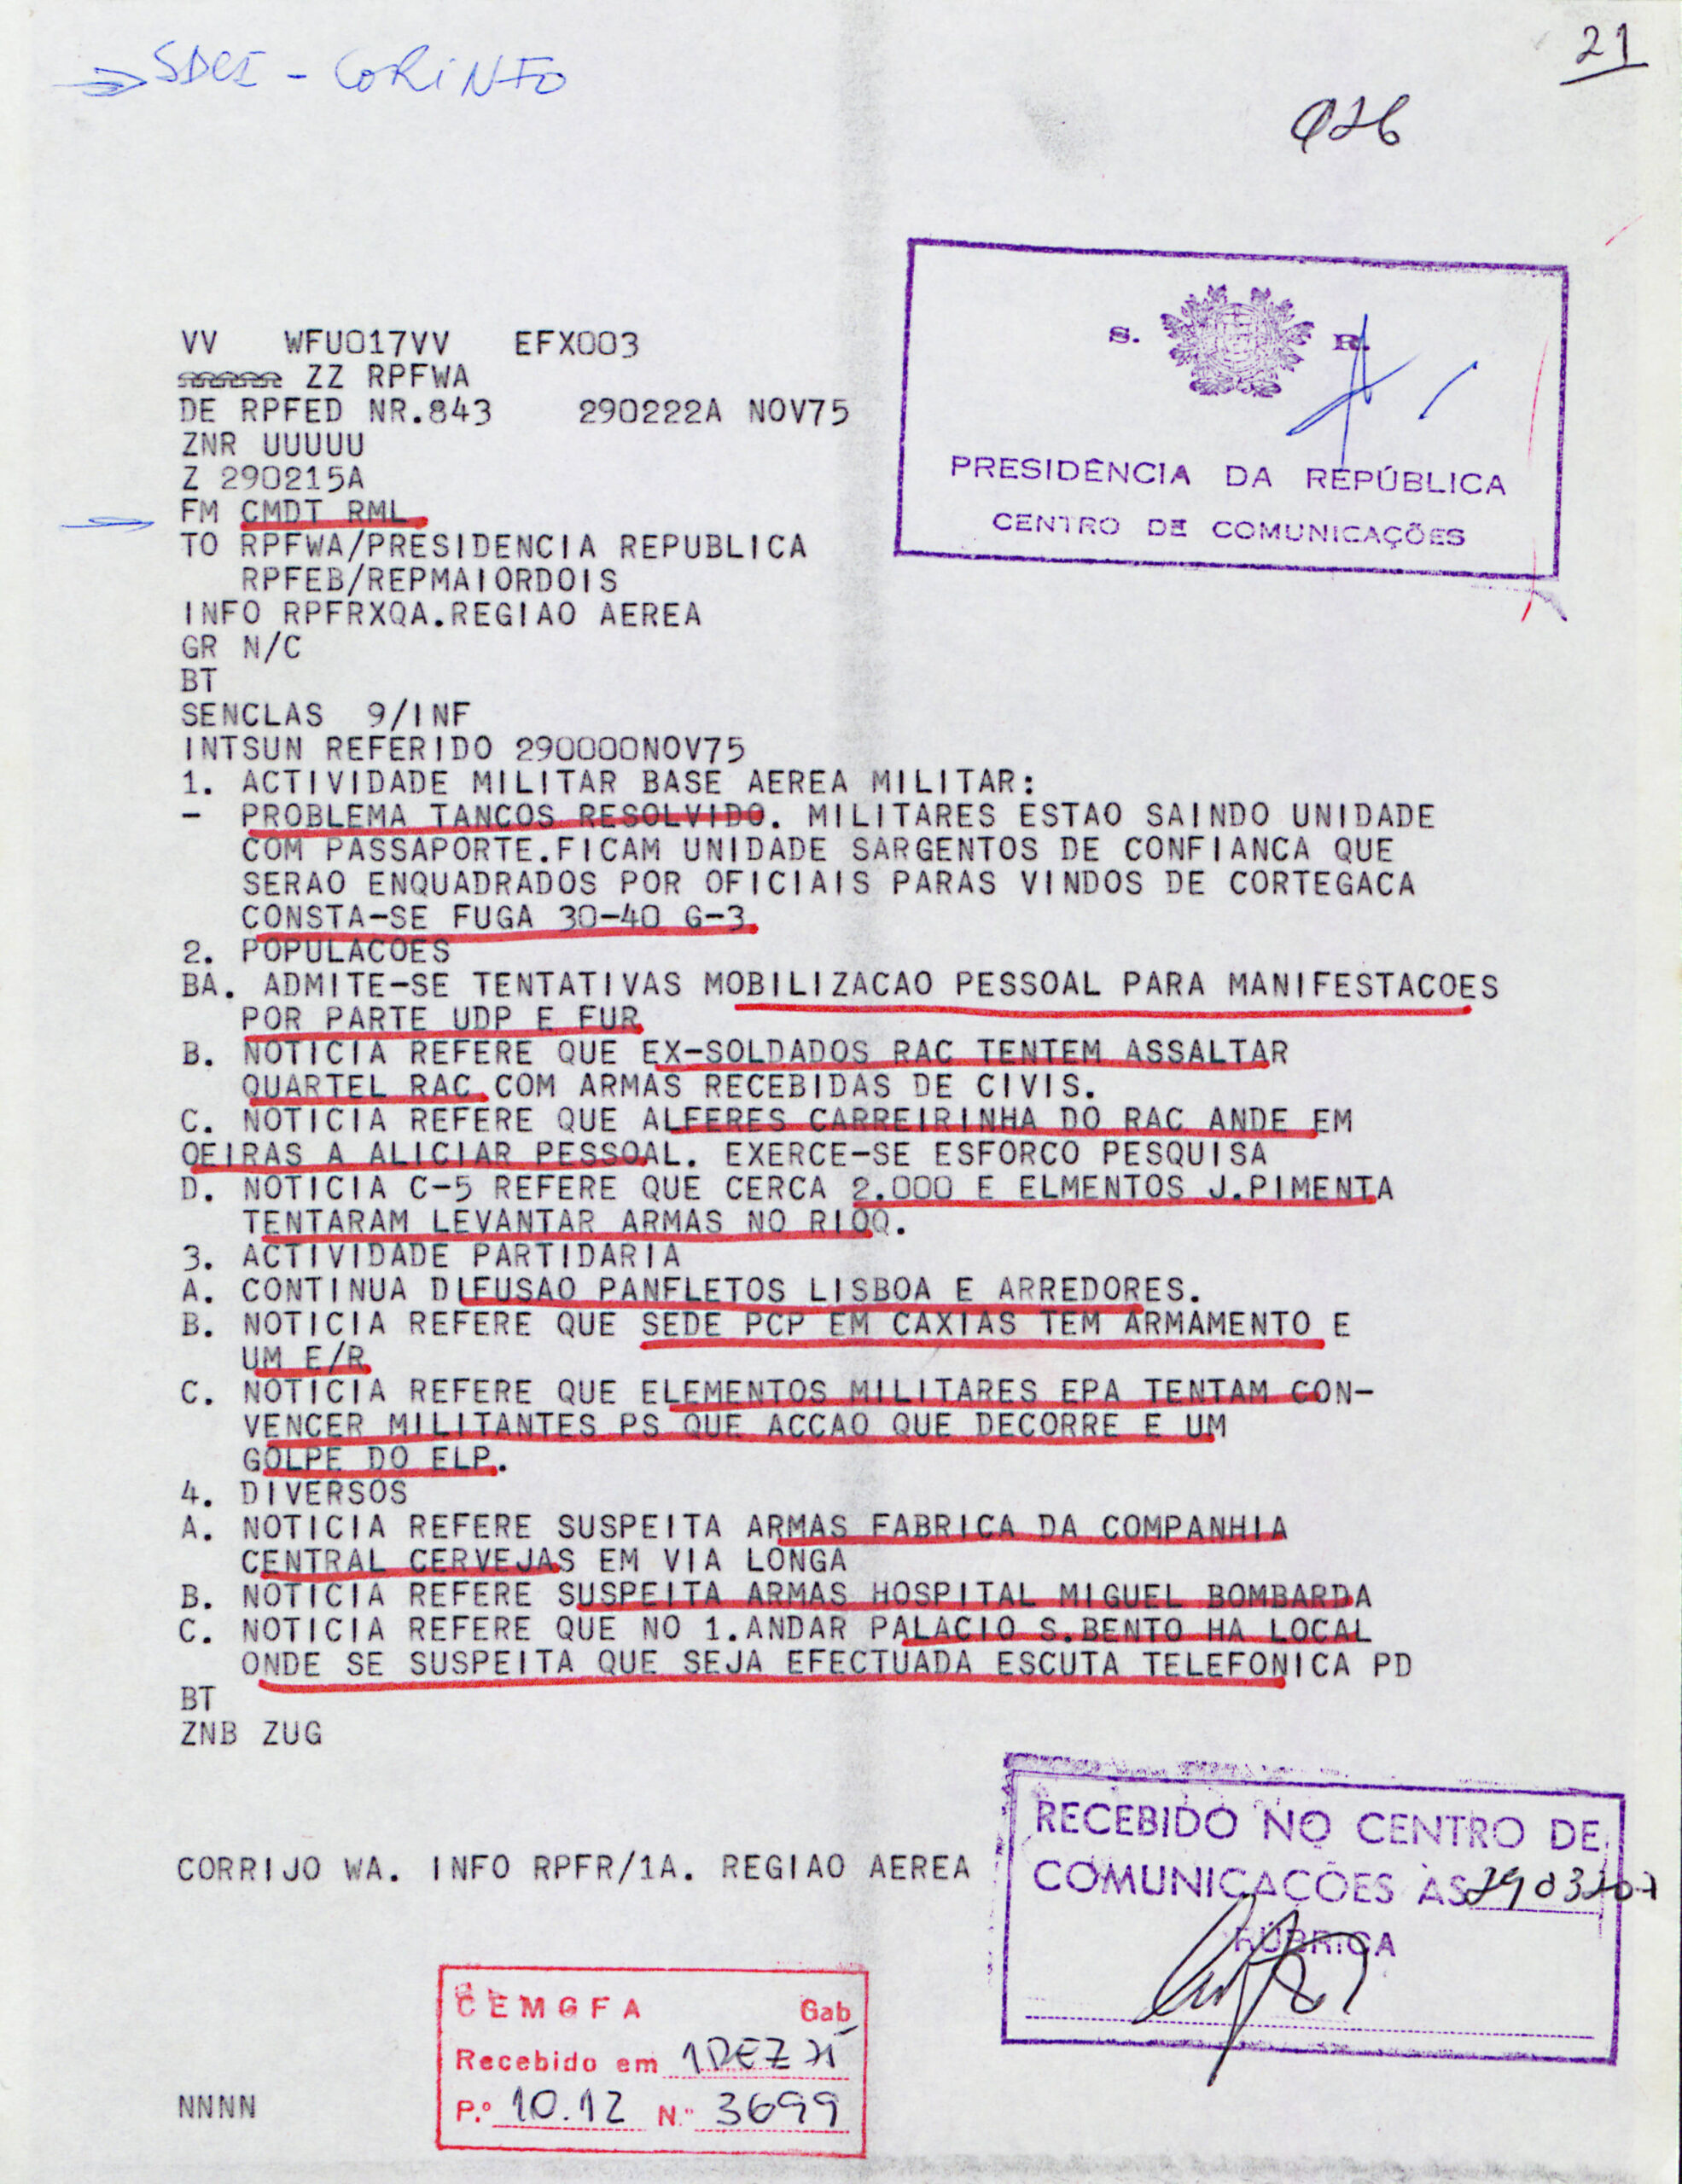 21
SDCI - CORINFO
S. R.
PRESIDÊNCIA DA REPÚBLICA
CENTRO DE COMUNICAÇÕES
VV WFU017VV EFX003
ZZ RPFWA
DE RPFED NR.843 290222A NOV75
ZNR UUUUU
Z 290215A
FM CMDT RML
TO RPFWA/PRESIDENCIA REPUBLICA
RPFEB/REPMAIORDOIS
INFO RPFRXQA.REGIAO AEREA
GR N/C
BT
SENCLAS 9/INF
INTSUN REFERIDO 290000NOV75
1. ACTIVIDADE MILITAR BASE AEREA MILITAR:
- PROBLEMA TANCOS RESOLVIDO. MILITARES ESTAO SAINDO UNIDADE
COM PASSAPORTE.FICAM UNIDADE SARGENTOS DE CONFIANCA QUE
SERAO ENQUADRADOS POR OFICIAIS PARAS VINDOS DE CORTEGACA
CONSTA-SE FUGA 30-40 G-3.
2. POPULACOES
BA. ADMITE-SE TENTATIVAS MOBILIZACAO PESSOAL PARA MANIFESTACOES
POR PARTE UDP E FUR
B. NOTICIA REFERE QUE EX-SOLDADOS RAC TENTEM ASSALTAR
QUARTEL RAC COM ARMAS RECEBIDAS DE CIVIS.
C. NOTICIA REFERE QUE ALFERES CARREIRINHA DO RAC ANDE EM
OEIRAS A ALICIAR PESSOAL. EXERCE-SE ESFORCO PESQUISA
D. NOTICIA C-5 REFERE QUE CERCA 2.000 E ELMENTOS J.PIMENTA
TENTARAM LEVANTAR ARMAS NO RIOQ.
3. ACTIVIDADE PARTIDARIA
A. CONTINUA DIFUSAO PANFLETOS LISBOA E ARREDORES.
B. NOTICIA REFERE QUE SEDE PCP EM CAXIAS TEM ARMAMENTO E
UM E/R
C. NOTICIA REFERE QUE ELEMENTOS MILITARES EPA TENTAM CON-
VENCER MILITANTES PS QUE ACCAO QUE DECORRE E UM
GOLPE DO ELP.
4. DIVERSOS
A. NOTICIA REFERE SUSPEITA ARMAS FABRICA DA COMPANHIA
CENTRAL CERVEJAS EM VIA LONGA
B. NOTICIA REFERE SUSPEITA ARMAS HOSPITAL MIGUEL BOMBARDA
C. NOTICIA REFERE QUE NO 1.ANDAR PALACIO S.BENTO HA LOCAL
ONDE SE SUSPEITA QUE SEJA EFECTUADA ESCUTA TELEFONICA PD
BT
ZNB ZUG
RECEBIDO NO CENTRO DE
COMUNICAÇÕES ÀS
RÚBRICA
CORRIJO WA. INFO RPFR/1A. REGIAO AEREA
CEMGFA Gab
Recebido em 1 DEZ
P.º 10.12 N.º 3699
NNNN